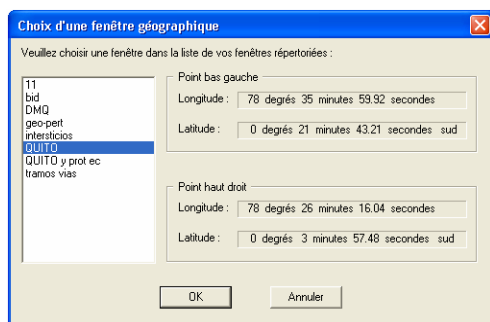 Choix d'une fenêtre géographique
Veuillez choisir une fenêtre dans la liste de vos fenêtres répertoriées :
11
bid
DMQ
geo-pert
intersticios
QUITO
QUITO y prot ec
tramos vias
Point bas gauche
Longitude : 78 degrés 35 minutes 59.92 secondes
Latitude : 0 degrés 21 minutes 43.21 secondes sud
Point haut droit
Longitude : 78 degrés 26 minutes 16.04 secondes
Latitude : 0 degrés 3 minutes 57.48 secondes sud
OK
Annuler